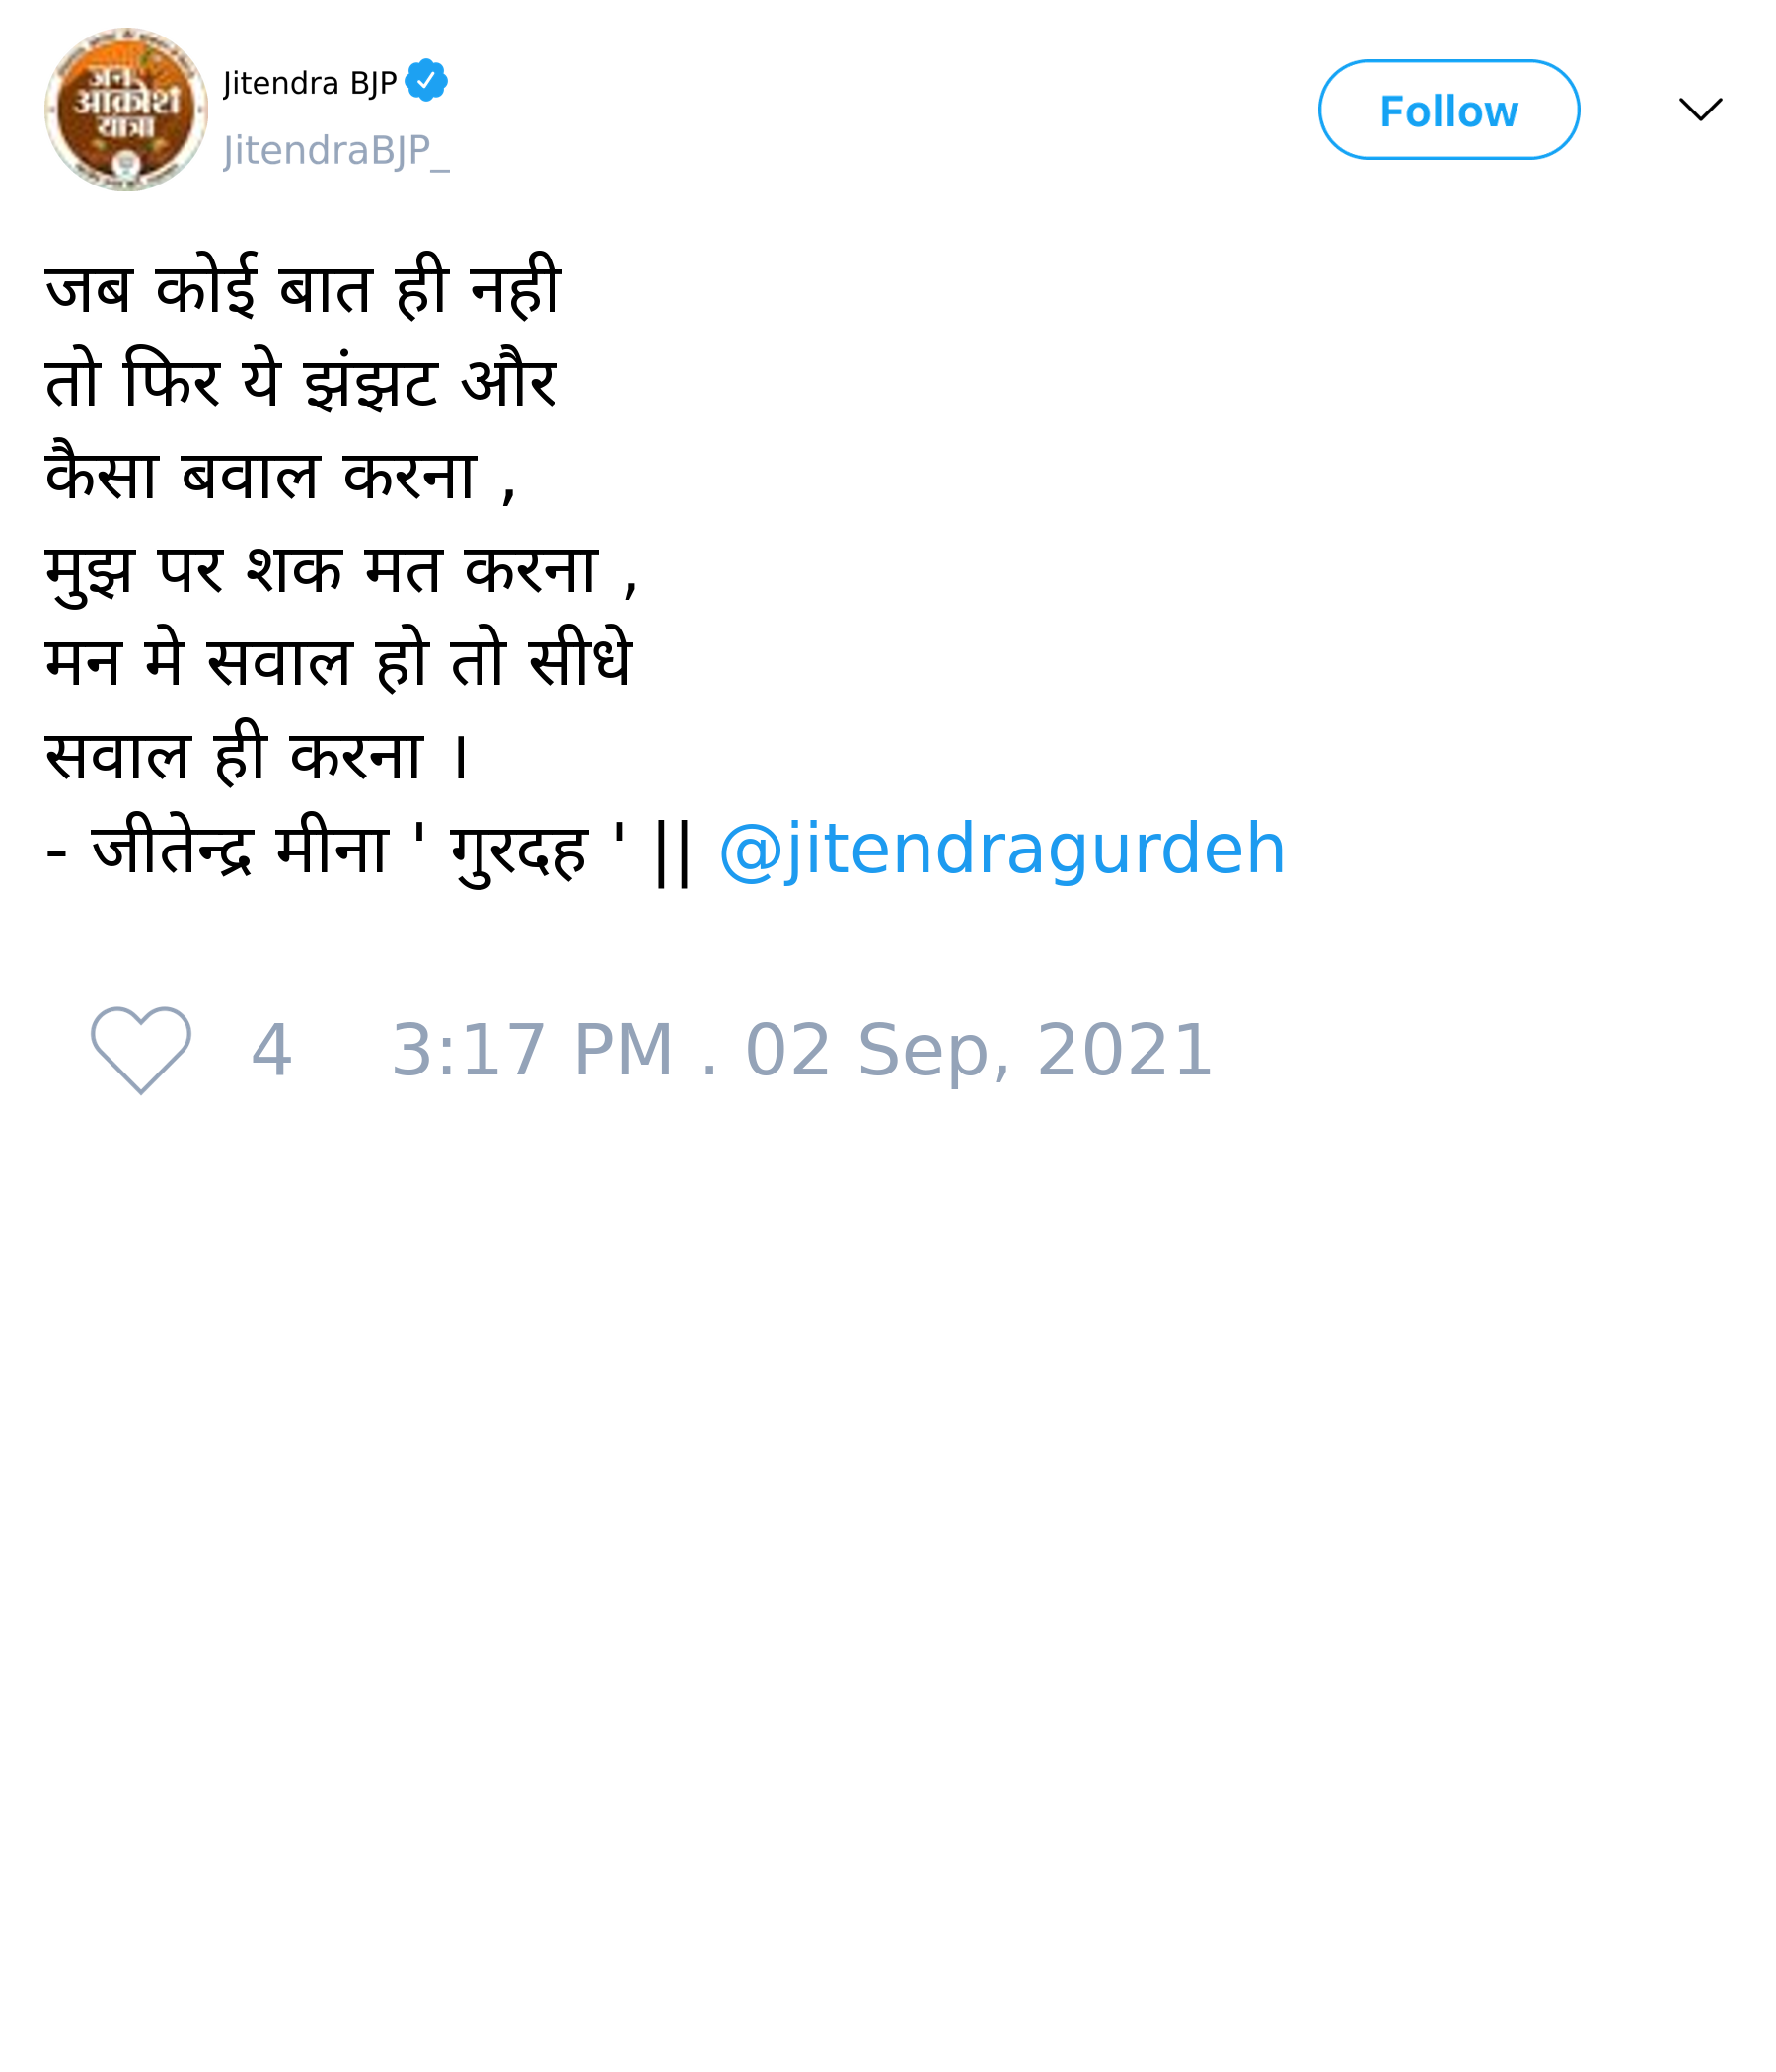 जन
आक्रोश
यात्रा
Jitendra BJP
JitendraBJP_
Follow
जब कोई बात ही नही
तो फिर ये झंझट और
कैसा बवाल करना ,
मुझ पर शक मत करना ,
मन मे सवाल हो तो सीधे
सवाल ही करना ।
- जीतेन्द्र मीना ' गुरदह ' || @jitendragurdeh
4 3:17 PM . 02 Sep, 2021